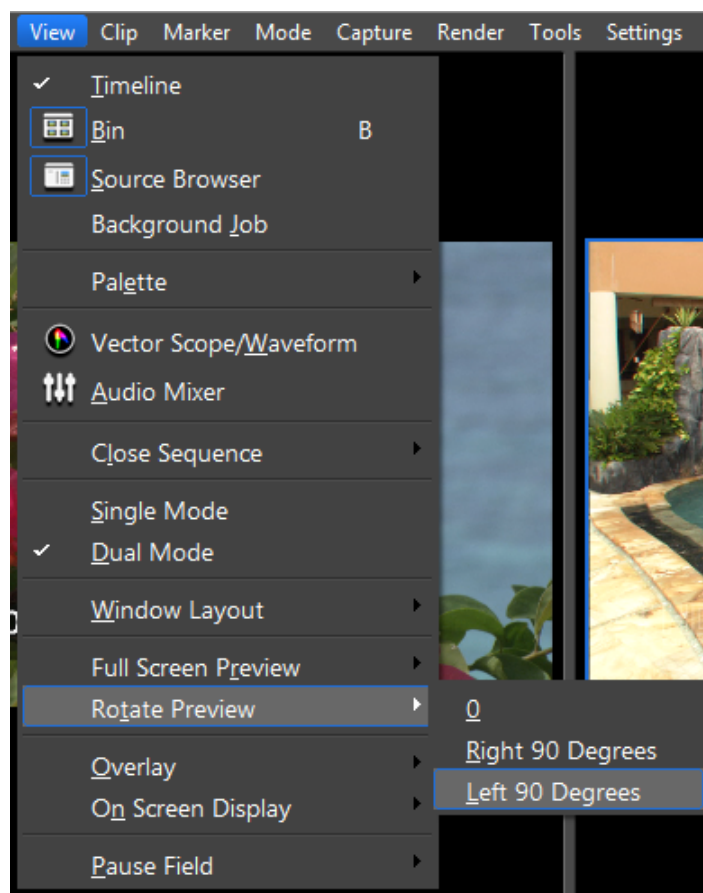 View Clip Marker Mode Capture Render Tools Settings
Timeline
Bin B
Source Browser
Background Job
Palette
Vector Scope/Waveform
Audio Mixer
Close Sequence
Single Mode
Dual Mode
Window Layout
Full Screen Preview
Rotate Preview
0
Right 90 Degrees
Left 90 Degrees
Overlay
On Screen Display
Pause Field